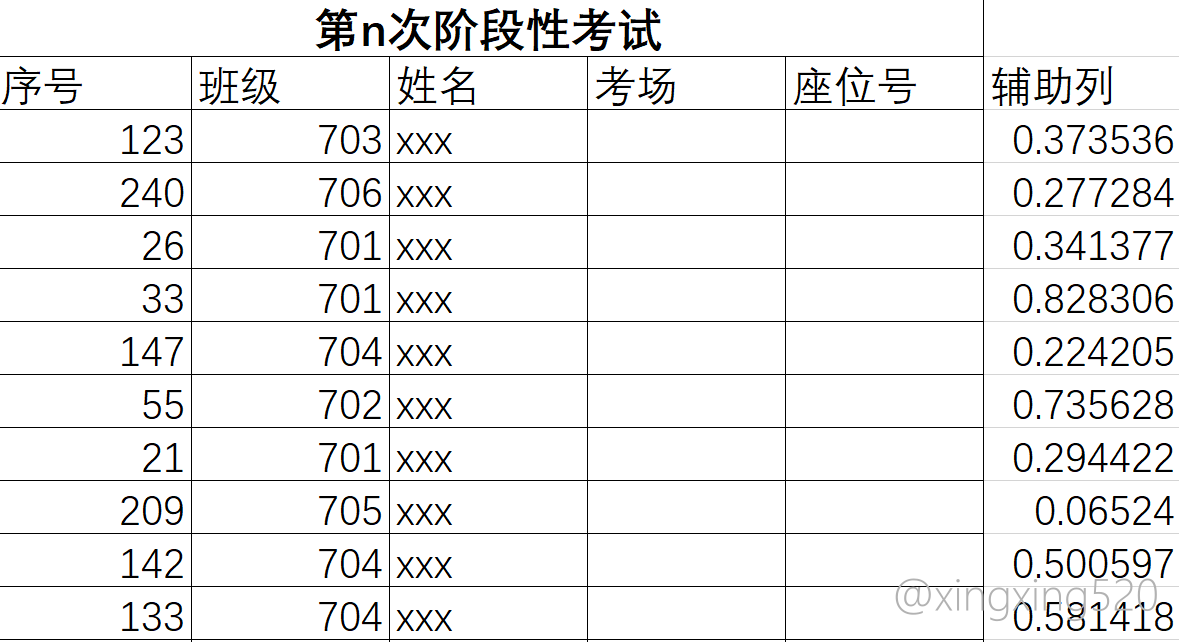 第n次阶段性考试
序号 班级 姓名 考场 座位号 辅助列
123 703 xxx 0.373536
240 706 xxx 0.277284
26 701 xxx 0.341377
33 701 xxx 0.828306
147 704 xxx 0.224205
55 702 xxx 0.735628
21 701 xxx 0.294422
209 705 xxx 0.06524
142 704 xxx 0.500597
133 704 xxx 0.581418
@xingxing520